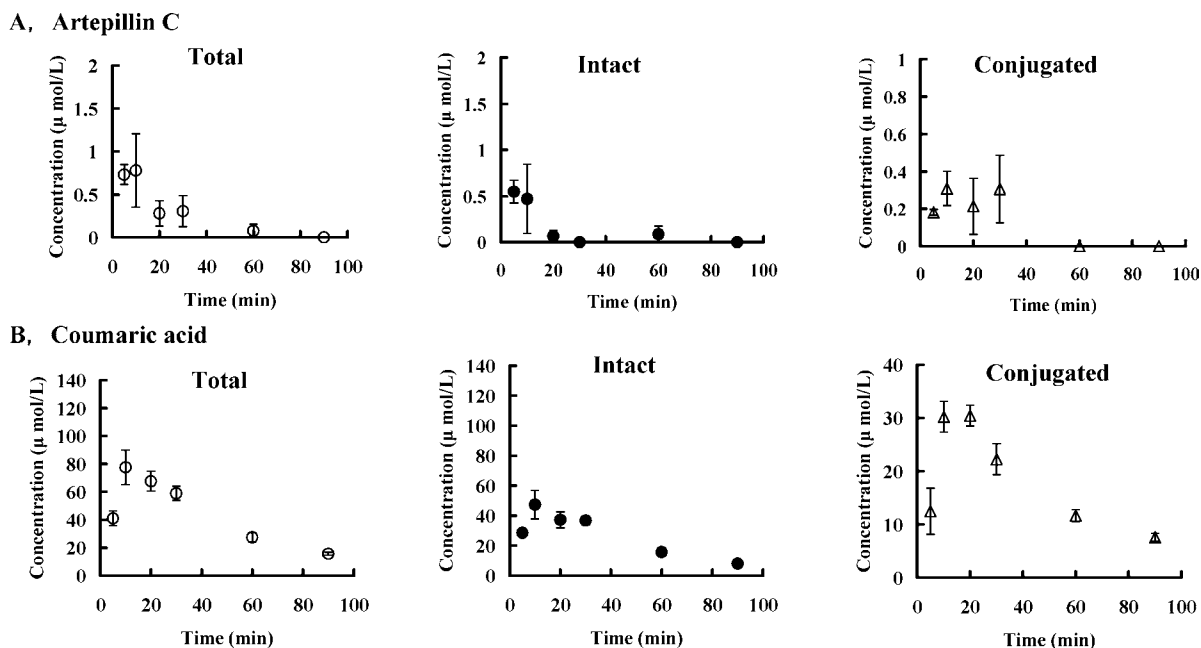 A, Artepillin C
Total
Concentration (μ mol/L)
2
1.5
1
0.5
0
0 20 40 60 80 100
Time (min)
Intact
Concentration (μ mol/L)
2
1.5
1
0.5
0
0 20 40 60 80 100
Time (min)
Conjugated
Concentration (μ mol/L)
1
0.8
0.6
0.4
0.2
0
0 20 40 60 80 100
Time (min)
B, Coumaric acid
Total
Concentration (μ mol/L)
140
120
100
80
60
40
20
0
0 20 40 60 80 100
Time (min)
Intact
Concentration (μ mol/L)
140
120
100
80
60
40
20
0
0 20 40 60 80 100
Time (min)
Conjugated
Concentration (μ mol/L)
40
30
20
10
0
0 20 40 60 80 100
Time (min)